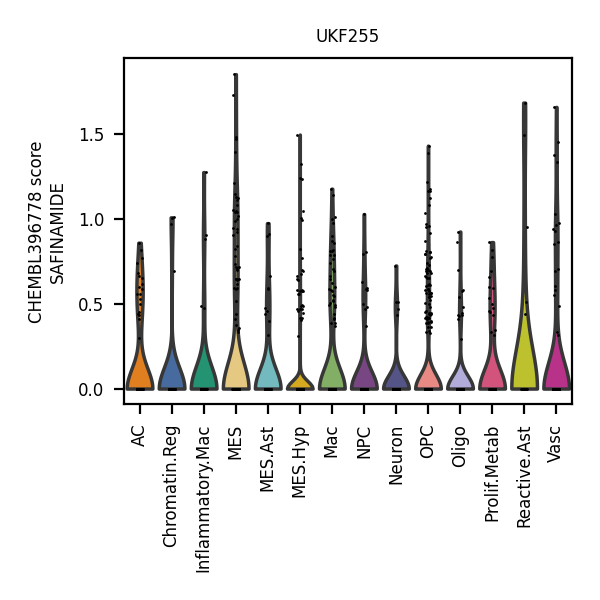 UKF255
CHEMBL396778 score
SAFINAMIDE
1.5
1.0
0.5
0.0
AC
Chromatin.Reg
Inflammatory.Mac
MES
MES.Ast
MES.Hyp
Mac
NPC
Neuron
OPC
Oligo
Prolif.Metab
Reactive.Ast
Vasc